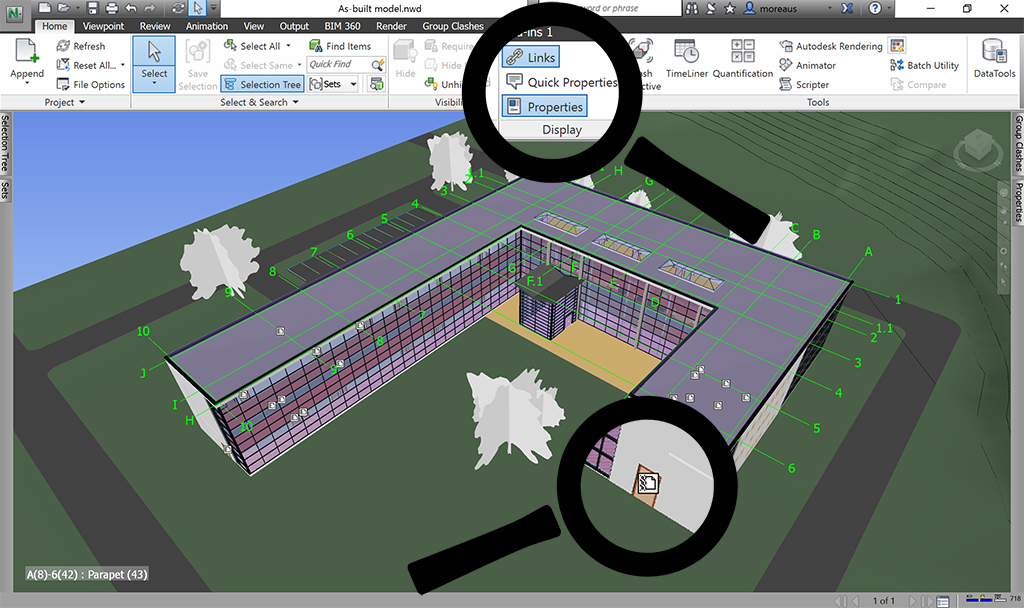 As-built model.nwd
word or phrase
moreaus
Home Viewpoint Review Animation View Output BIM 360 Render Group Clashes
Append
Refresh
Reset All...
File Options
Project
Select
Save Selection
Select All
Select Same
Selection Tree
Find Items
Quick Find
Sets
Select & Search
Hide
Require
Hide
Unhi
Visibili
ins 1
Links
Quick Properties
Properties
Display
TimeLiner
Quantification
Autodesk Rendering
Animator
Scripter
Batch Utility
Compare
Tools
DataTools
Selection Tree
Sets
Group Clashes
Properties
1.1
2
3
4
5
6
7
8
9
10
J
I
H
10
9
8
7
G
F.1
F
E
D
H
G
C
B
A
1
1.1
2
3
4
5
6
A(8)-6(42) : Parapet (43)
1 of 1
718